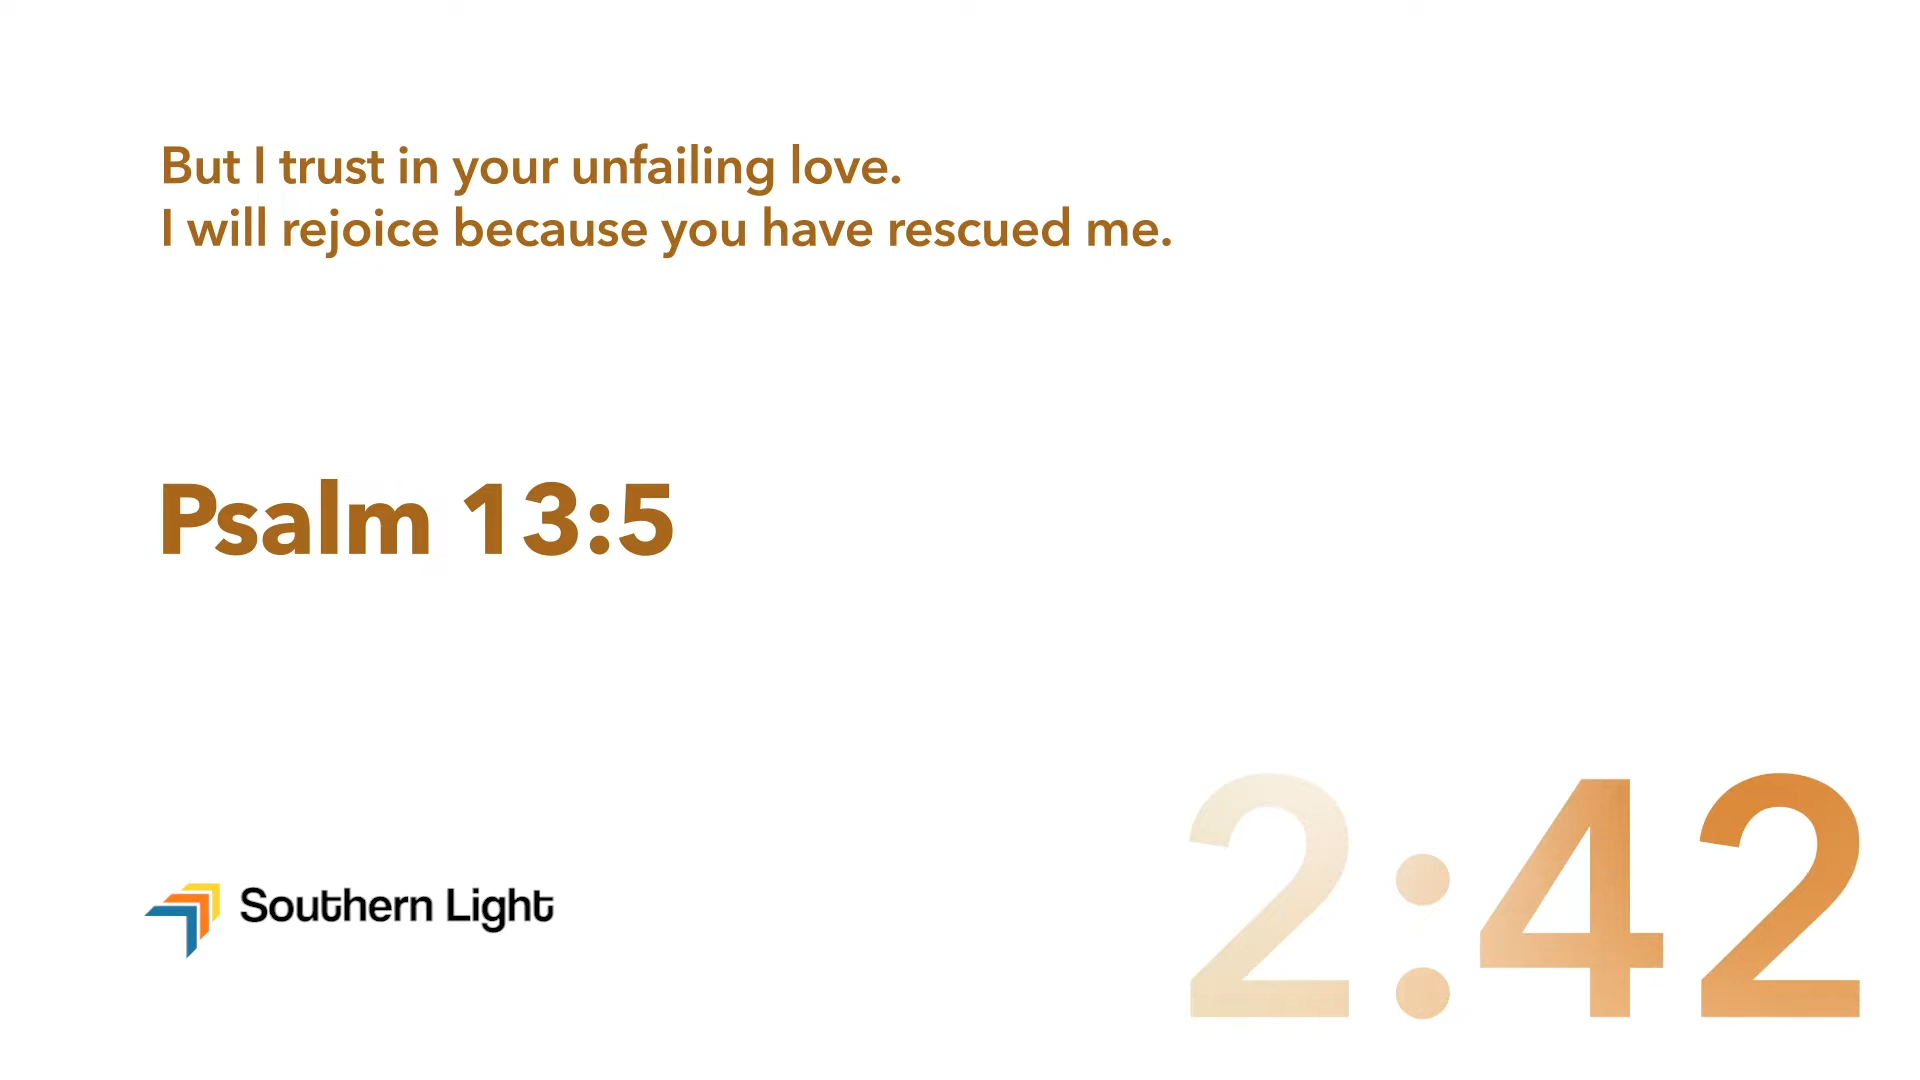 But I trust in your unfailing love.
I will rejoice because you have rescued me.
Psalm 13:5
Southern Light
2:42